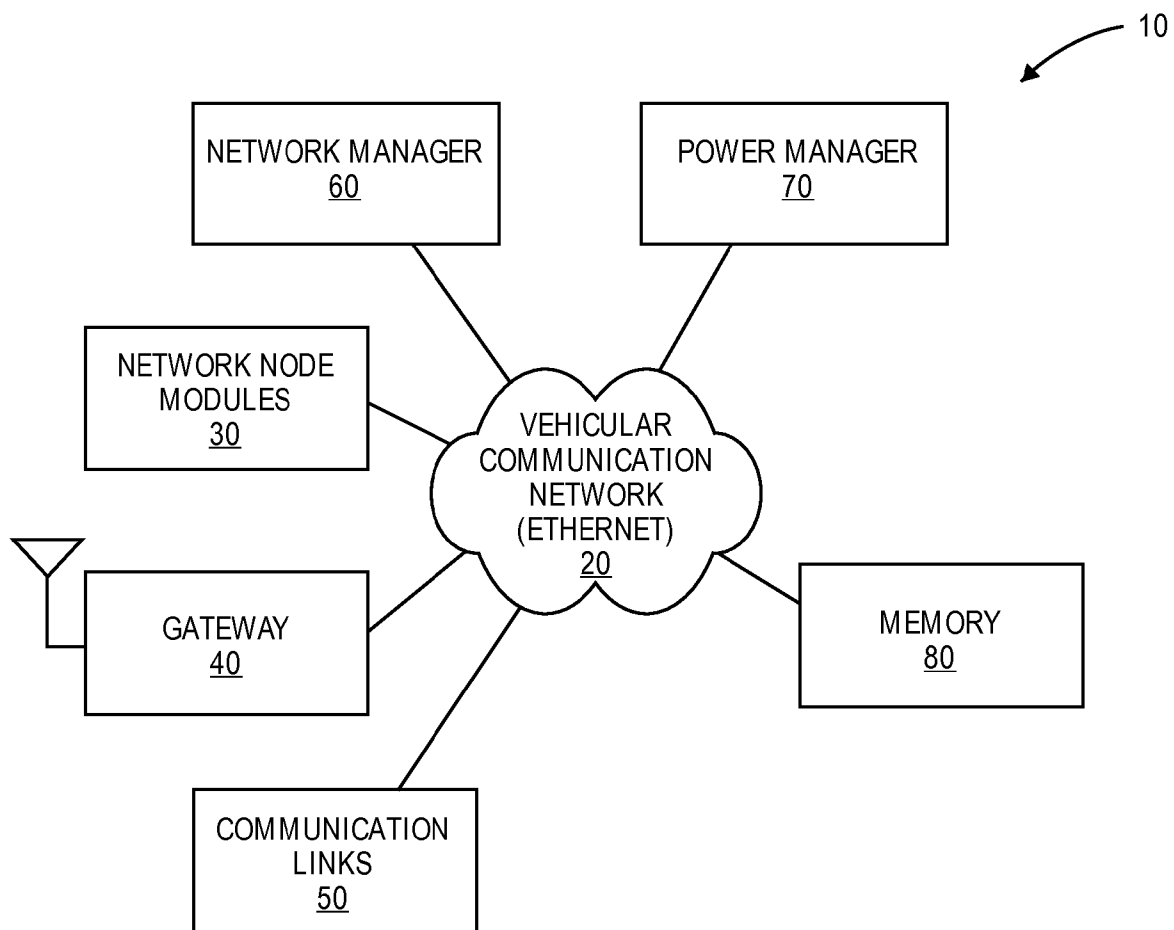 10
NETWORK MANAGER
60
POWER MANAGER
70
NETWORK NODE
MODULES
30
VEHICULAR
COMMUNICATION
NETWORK
(ETHERNET)
20
GATEWAY
40
MEMORY
80
COMMUNICATION
LINKS
50